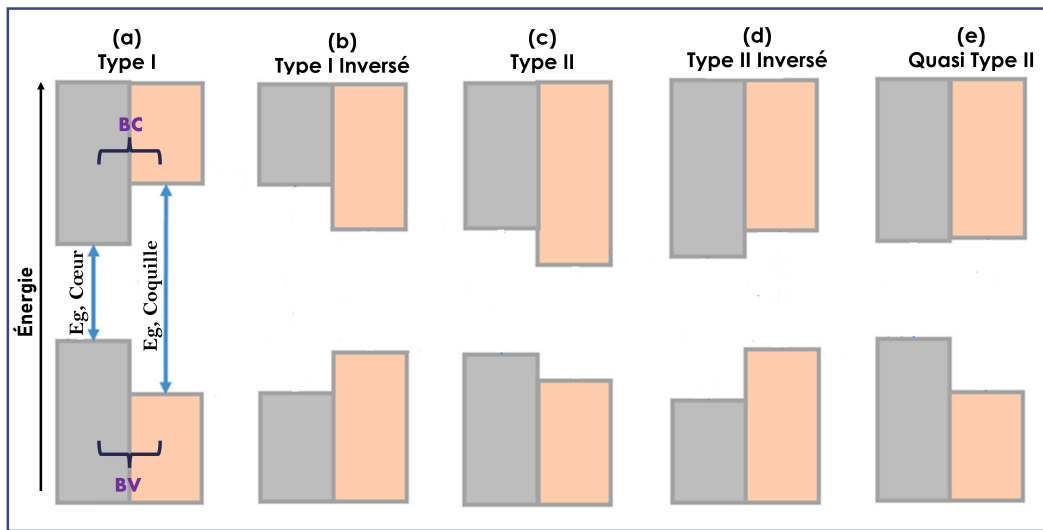 (a)
Type I
(b)
Type I Inversé
(c)
Type II
(d)
Type II Inversé
(e)
Quasi Type II
BC
Énergie
Eg, Cœur
Eg, Coquille
BV